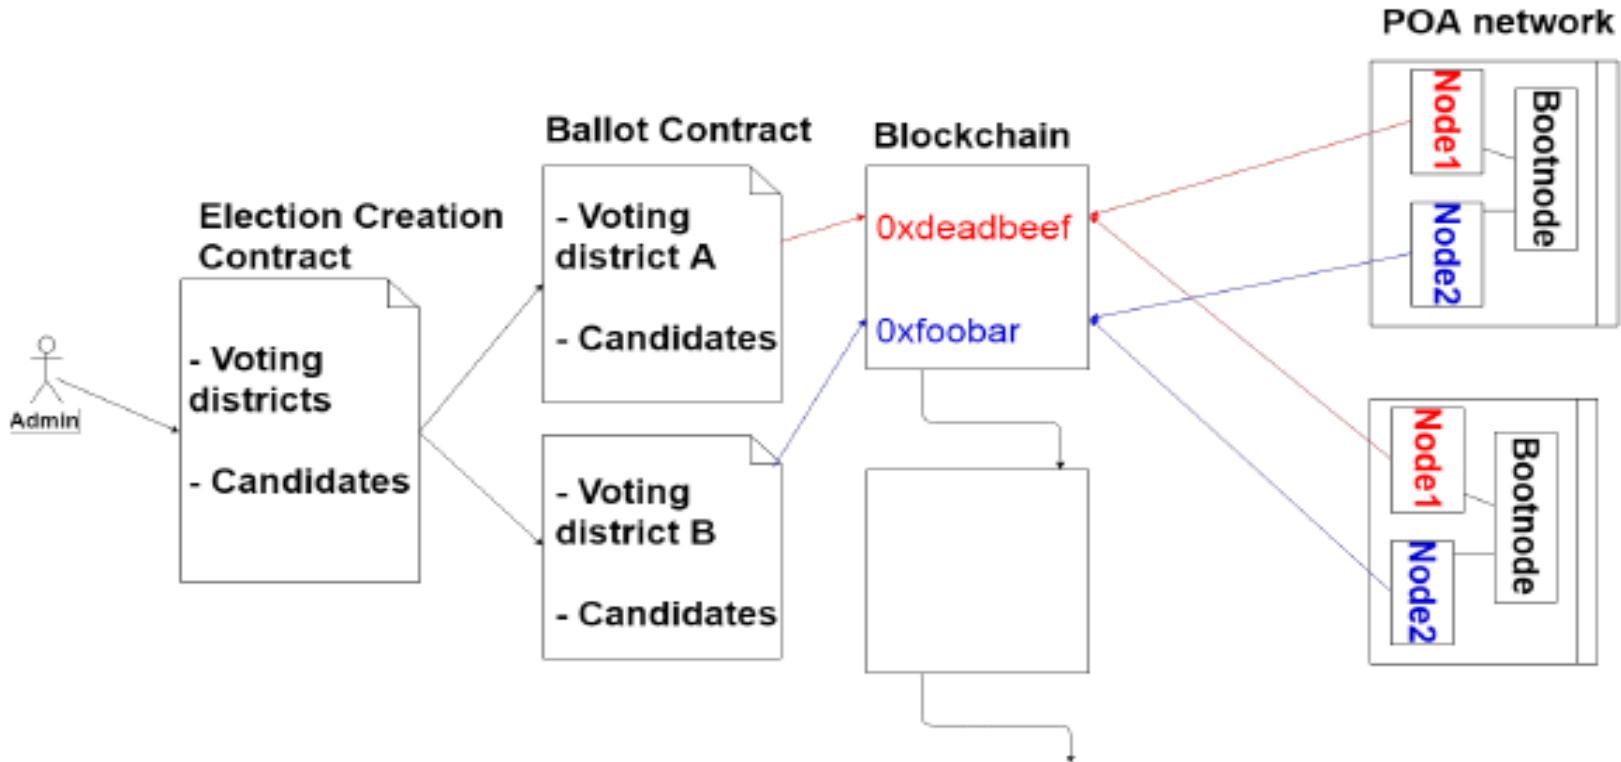 POA network
Node1
Bootnode
Node2
Ballot Contract
- Voting
district A
- Candidates
Blockchain
0xdeadbeef
0xfoobar
Election Creation
Contract
- Voting
districts
- Candidates
Admin
- Voting
district B
- Candidates
Node1
Bootnode
Node2